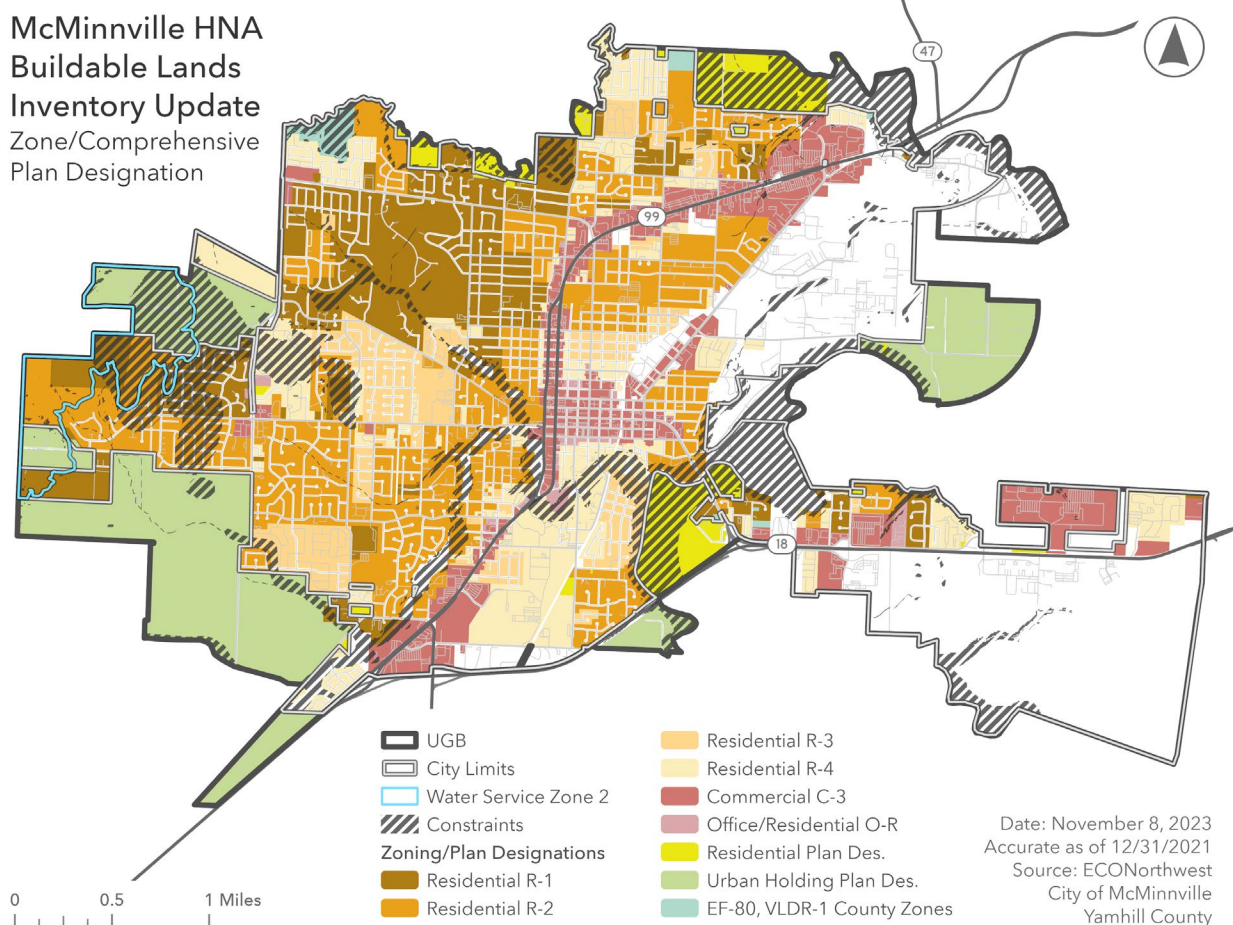 McMinnville HNA
Buildable Lands
Inventory Update
Zone/Comprehensive
Plan Designation
47
99
18
UGB
City Limits
Water Service Zone 2
Constraints
Zoning/Plan Designations
Residential R-1
Residential R-2
Residential R-3
Residential R-4
Commercial C-3
Office/Residential O-R
Residential Plan Des.
Urban Holding Plan Des.
EF-80, VLDR-1 County Zones
Date: November 8, 2023
Accurate as of 12/31/2021
Source: ECONorthwest
City of McMinnville
Yamhill County
0 0.5 1 Miles